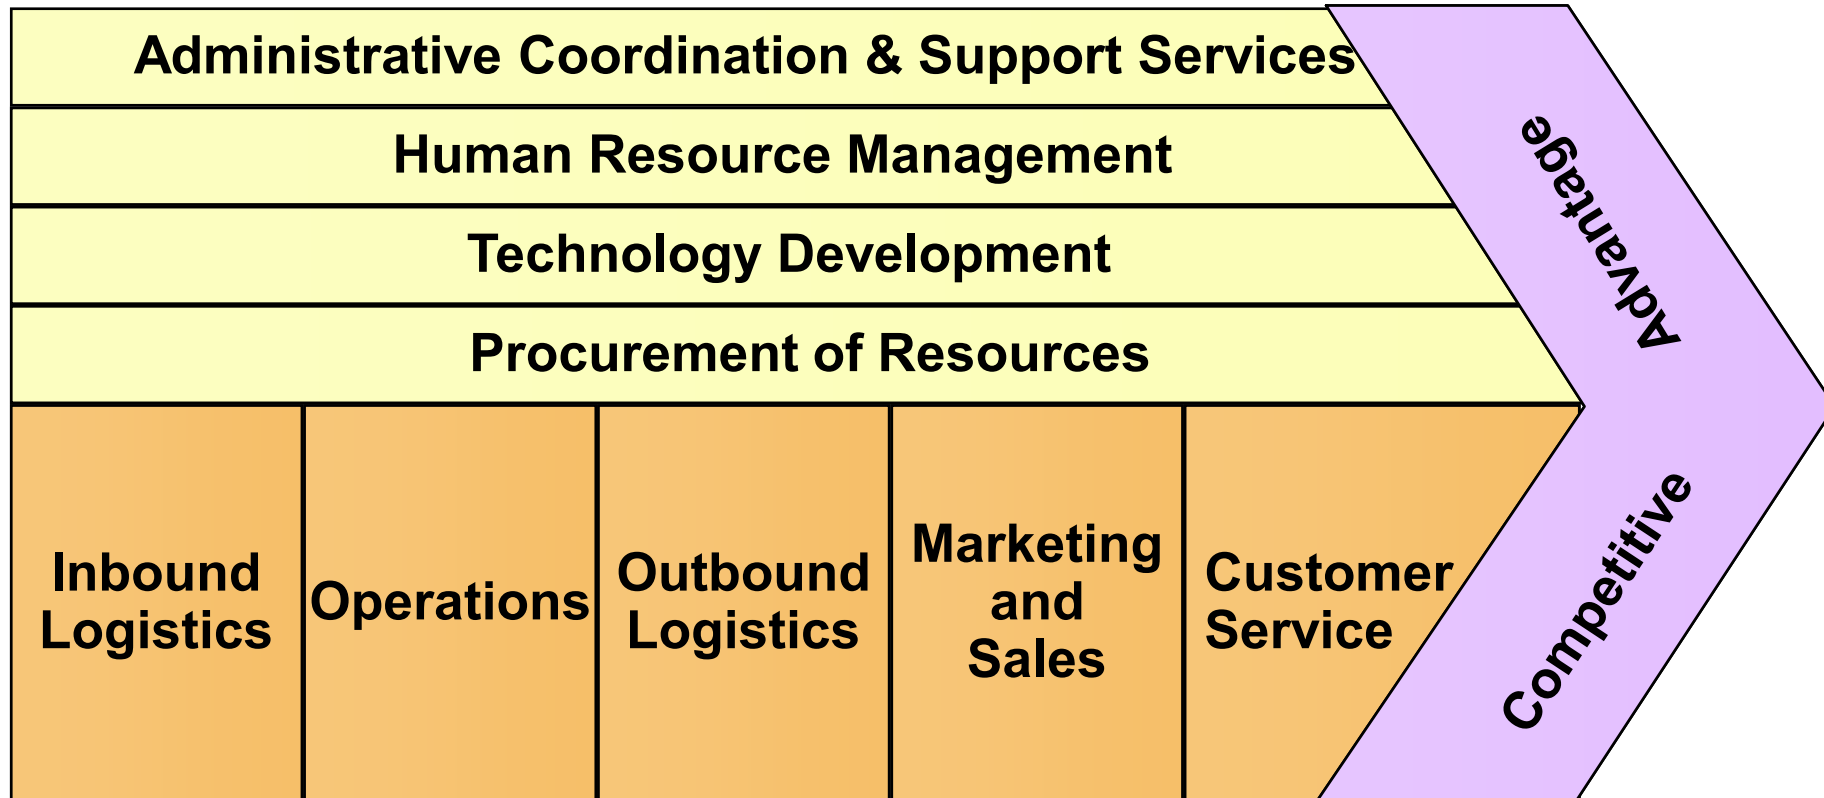 Administrative Coordination & Support Services
Human Resource Management
Technology Development
Procurement of Resources
Inbound
Logistics
Operations
Outbound
Logistics
Marketing
and
Sales
Customer
Service
Competitive
Advantage